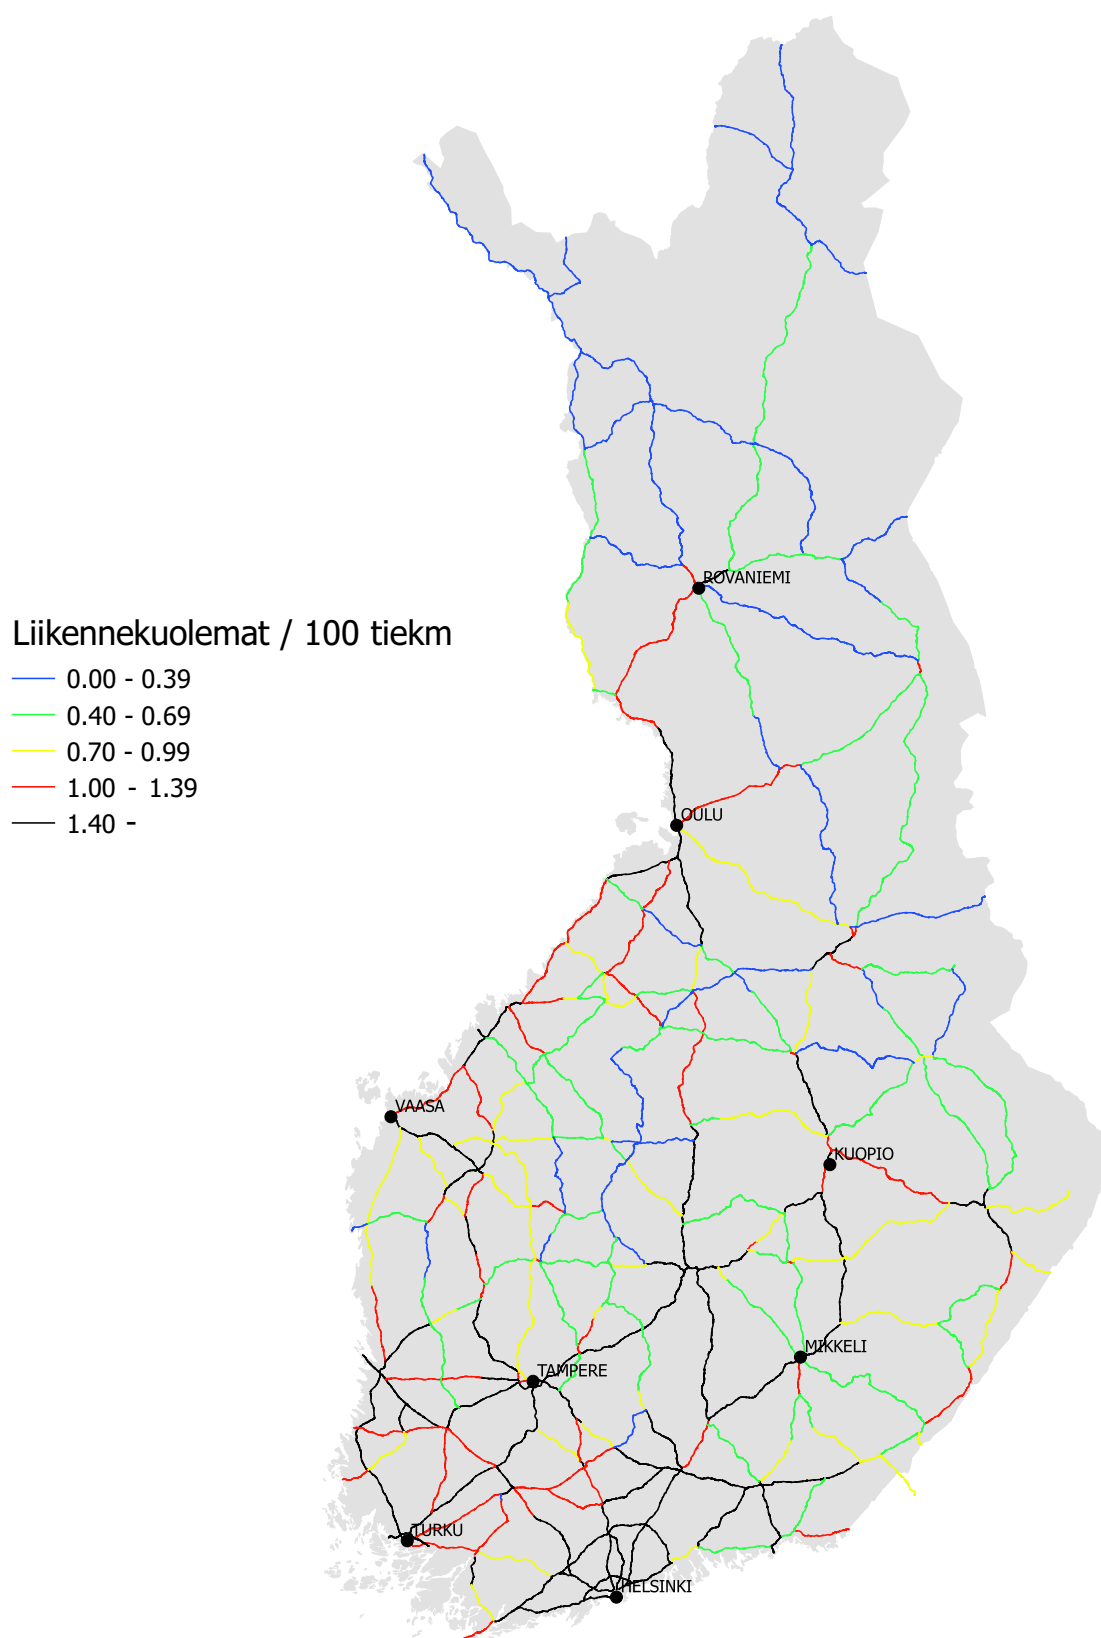 ROVANIEMI
Liikennekuolemat / 100 tiekm
0.00 - 0.39
0.40 - 0.69
0.70 - 0.99
1.00 - 1.39
1.40 -
OULU
VAASA
KUOPIO
MIKKELI
TAMPERE
TURKU
HELSINKI